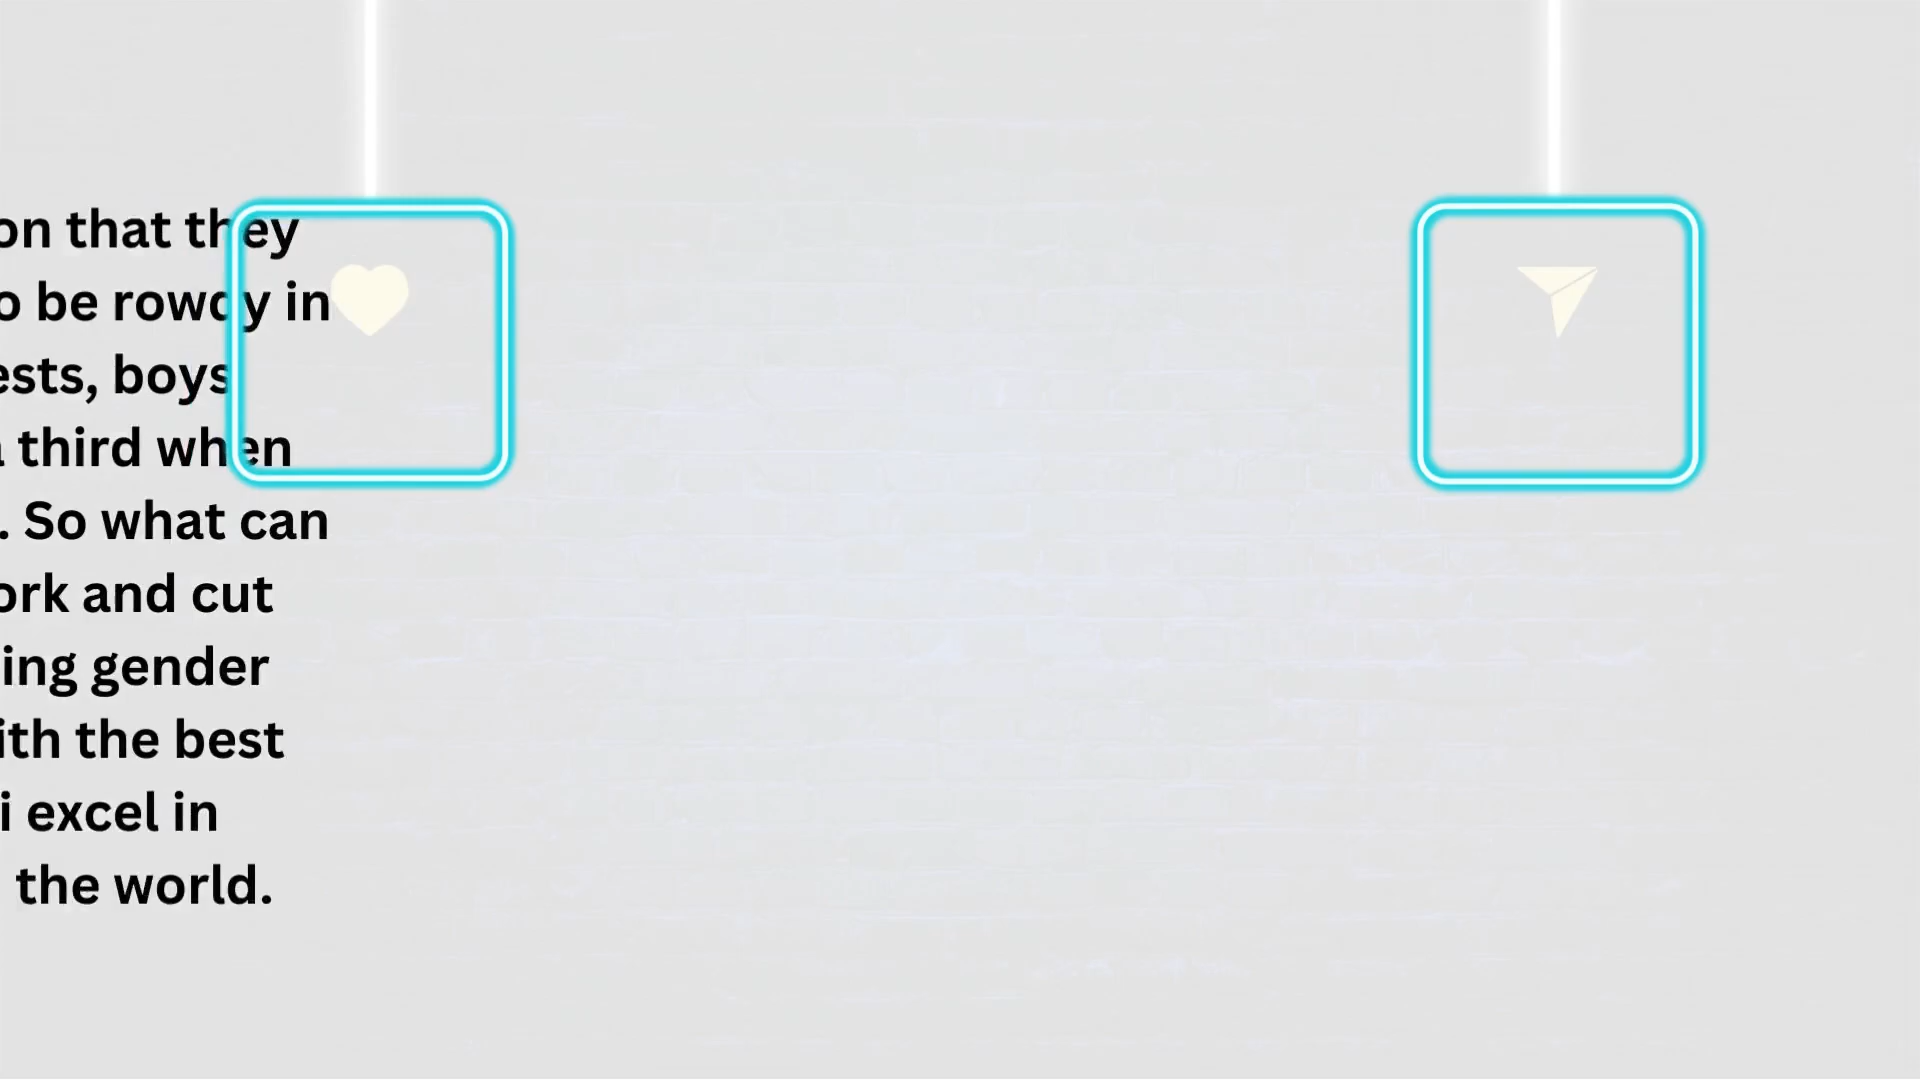 on that they
o be rowdy in
ests, boys
a third when
. So what can
ork and cut
ing gender
ith the best
i excel in
the world.